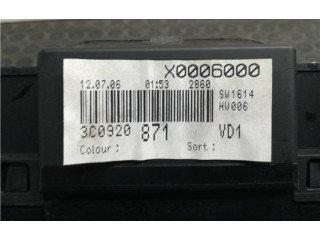 X0006000
12.07.06 01:53 2860
SW1614
HW006
3C0920 871 VD1
Colour : Sort :